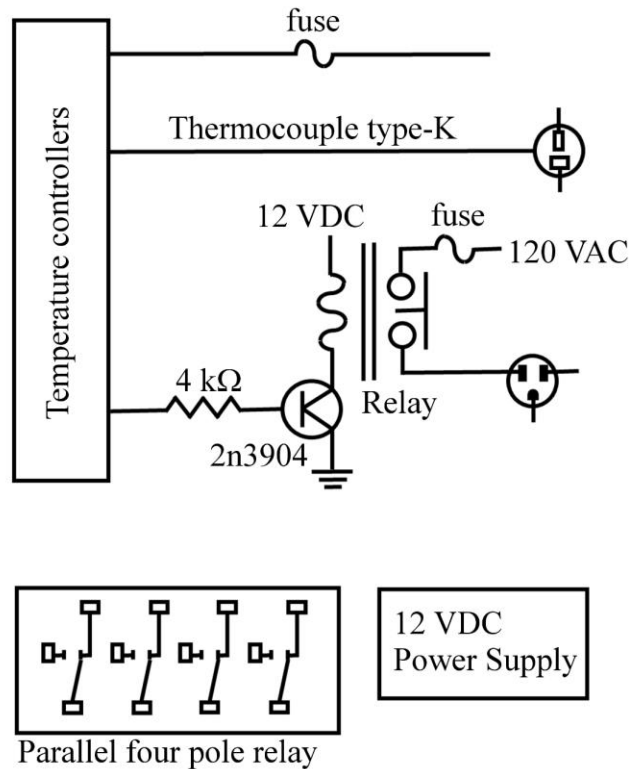 fuse
Temperature controllers
Thermocouple type-K
12 VDC
fuse
120 VAC
4 kΩ
Relay
2n3904
12 VDC
Power Supply
Parallel four pole relay